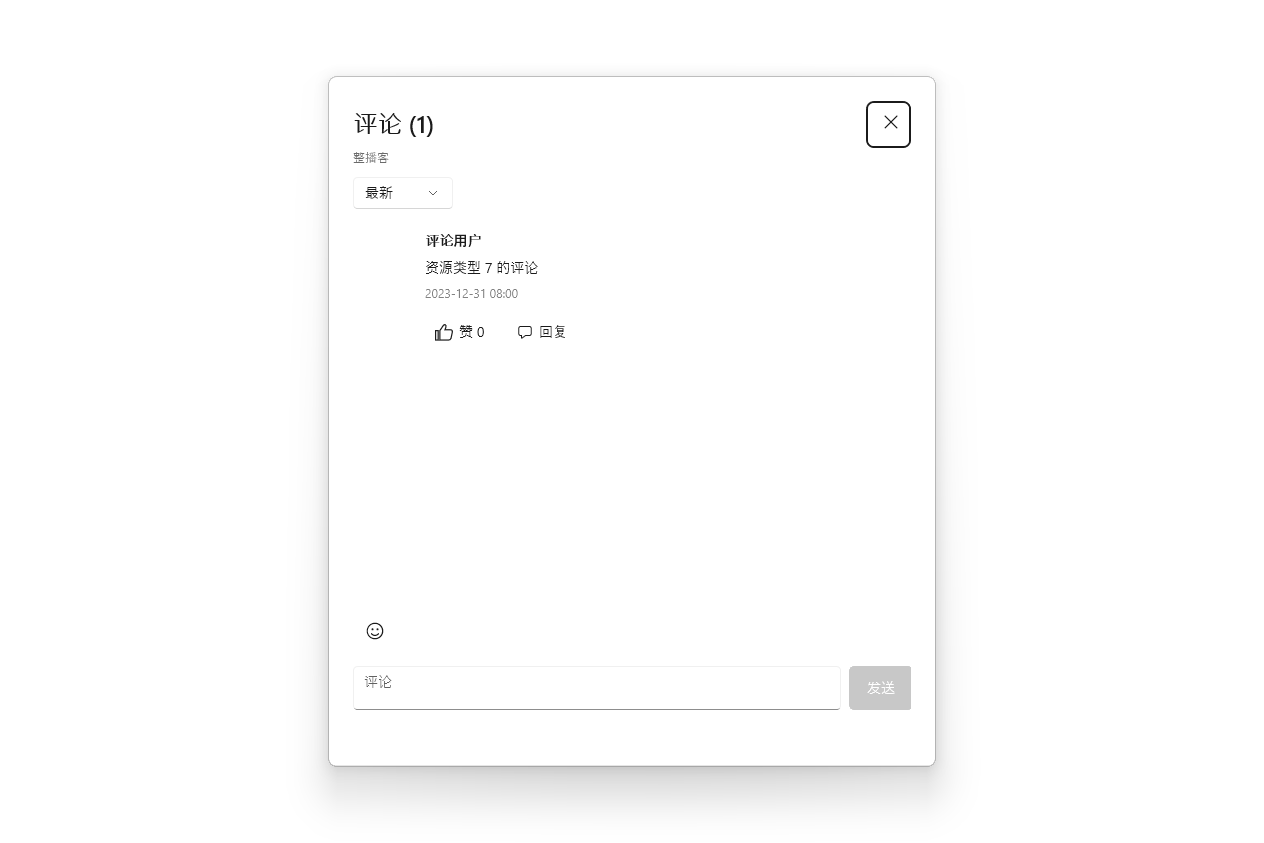 评论 (1)
整播客
最新
评论用户
资源类型 7 的评论
2023-12-31 08:00
赞 0 回复
评论
发送